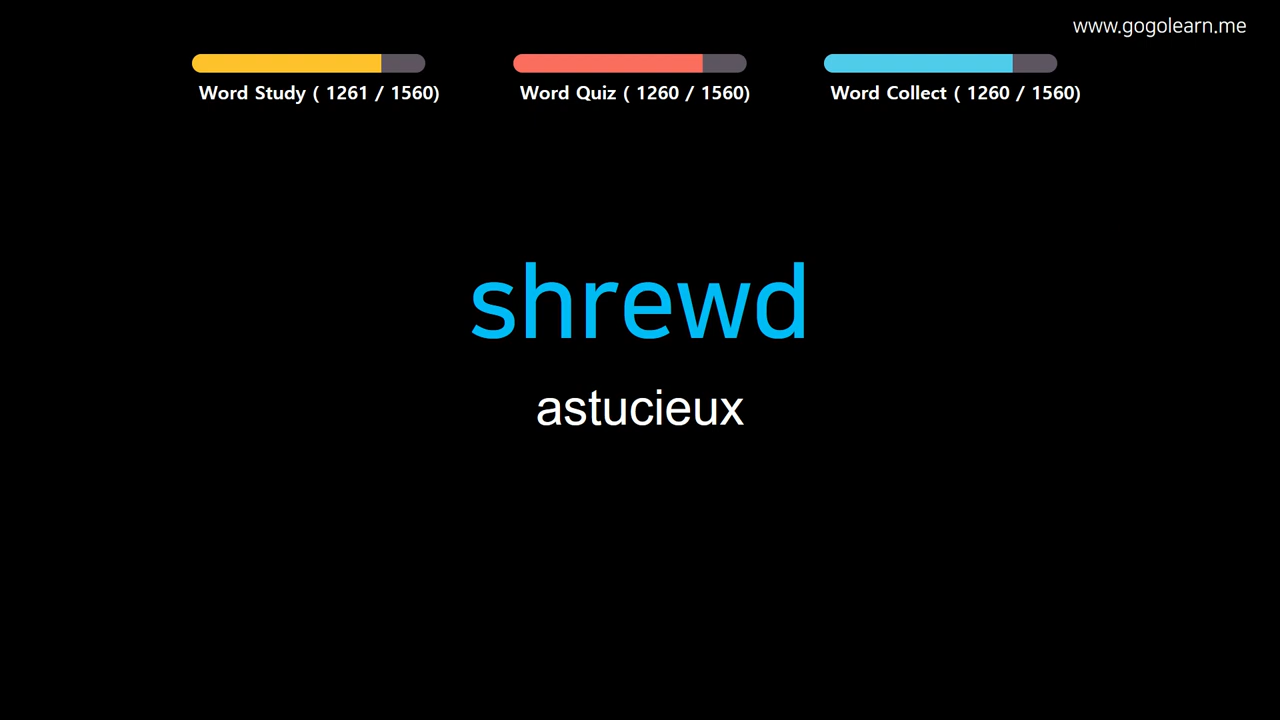 www.gogolearn.me
Word Study ( 1261 / 1560)
Word Quiz ( 1260 / 1560)
Word Collect ( 1260 / 1560)
shrewd
astucieux